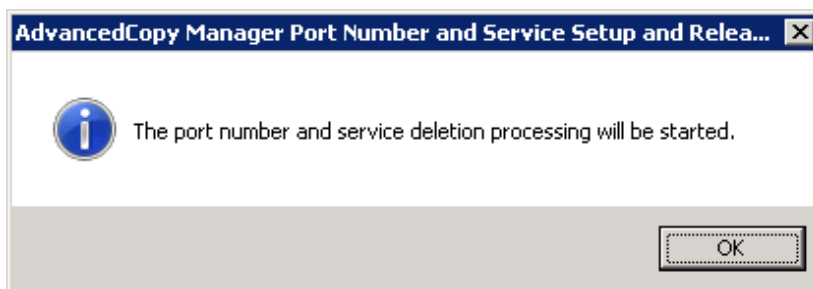 AdvancedCopy Manager Port Number and Service Setup and Relea...
The port number and service deletion processing will be started.
OK